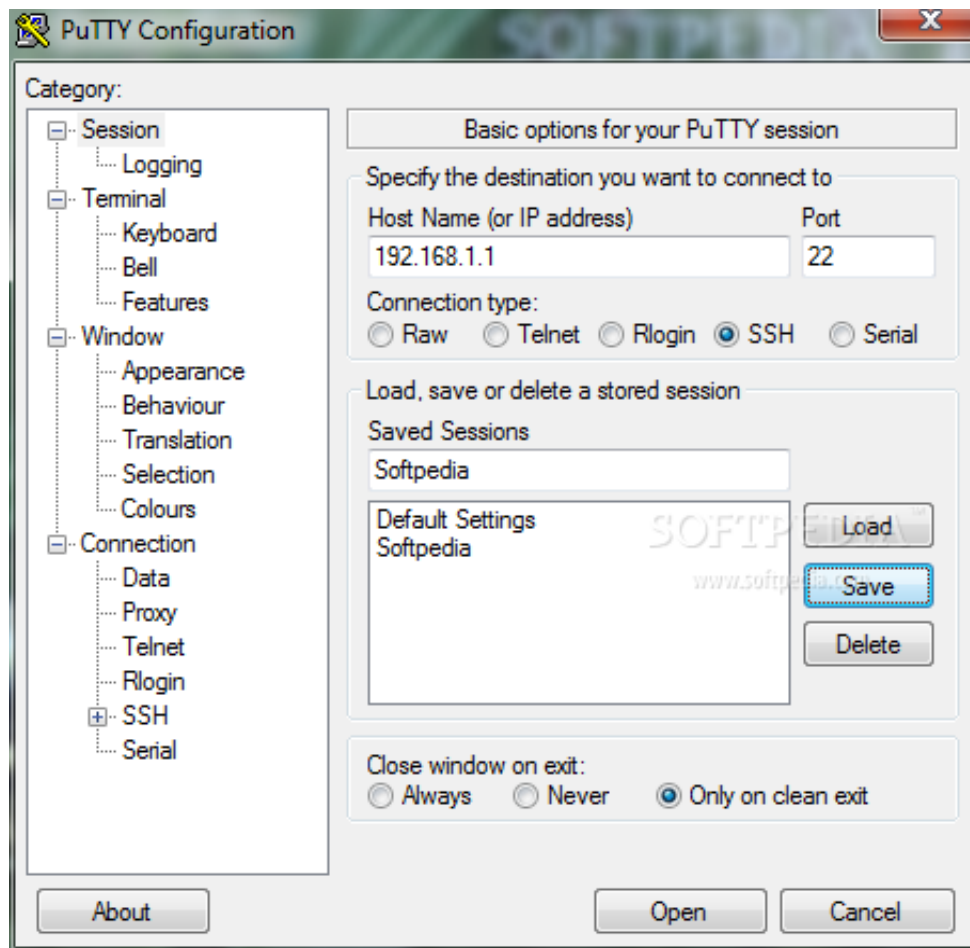 PuTTY Configuration
SOFTPEDIA
Category:
Session
Logging
Terminal
Keyboard
Bell
Features
Window
Appearance
Behaviour
Translation
Selection
Colours
Connection
Data
Proxy
Telnet
Rlogin
SSH
Serial
Basic options for your PuTTY session
Specify the destination you want to connect to
Host Name (or IP address) Port
192.168.1.1 22
Connection type:
Raw Telnet Rlogin SSH Serial
Load, save or delete a stored session
Saved Sessions
Softpedia
Default Settings
Softpedia
SOFTPEDIA™
www.softpedia.com
Load
Save
Delete
Close window on exit:
Always Never Only on clean exit
About Open Cancel